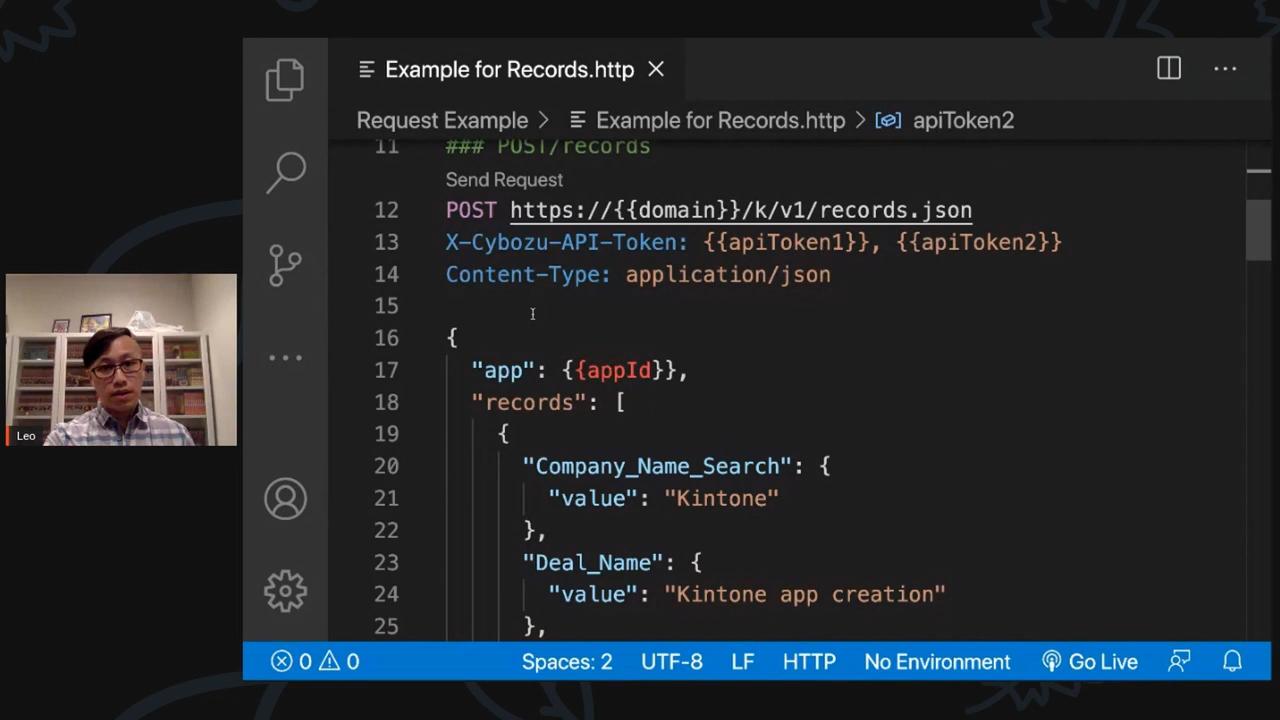 Example for Records.http
Request Example > Example for Records.http > apiToken2
11 ### POST/records
Send Request
12 POST https://{{domain}}/k/v1/records.json
13 X-Cybozu-API-Token: {{apiToken1}}, {{apiToken2}}
14 Content-Type: application/json
15
16 {
17 "app": {{appId}},
18 "records": [
19 {
20 "Company_Name_Search": {
21 "value": "Kintone"
22 },
23 "Deal_Name": {
24 "value": "Kintone app creation"
25 },
Leo
0 0 Spaces: 2 UTF-8 LF HTTP No Environment Go Live